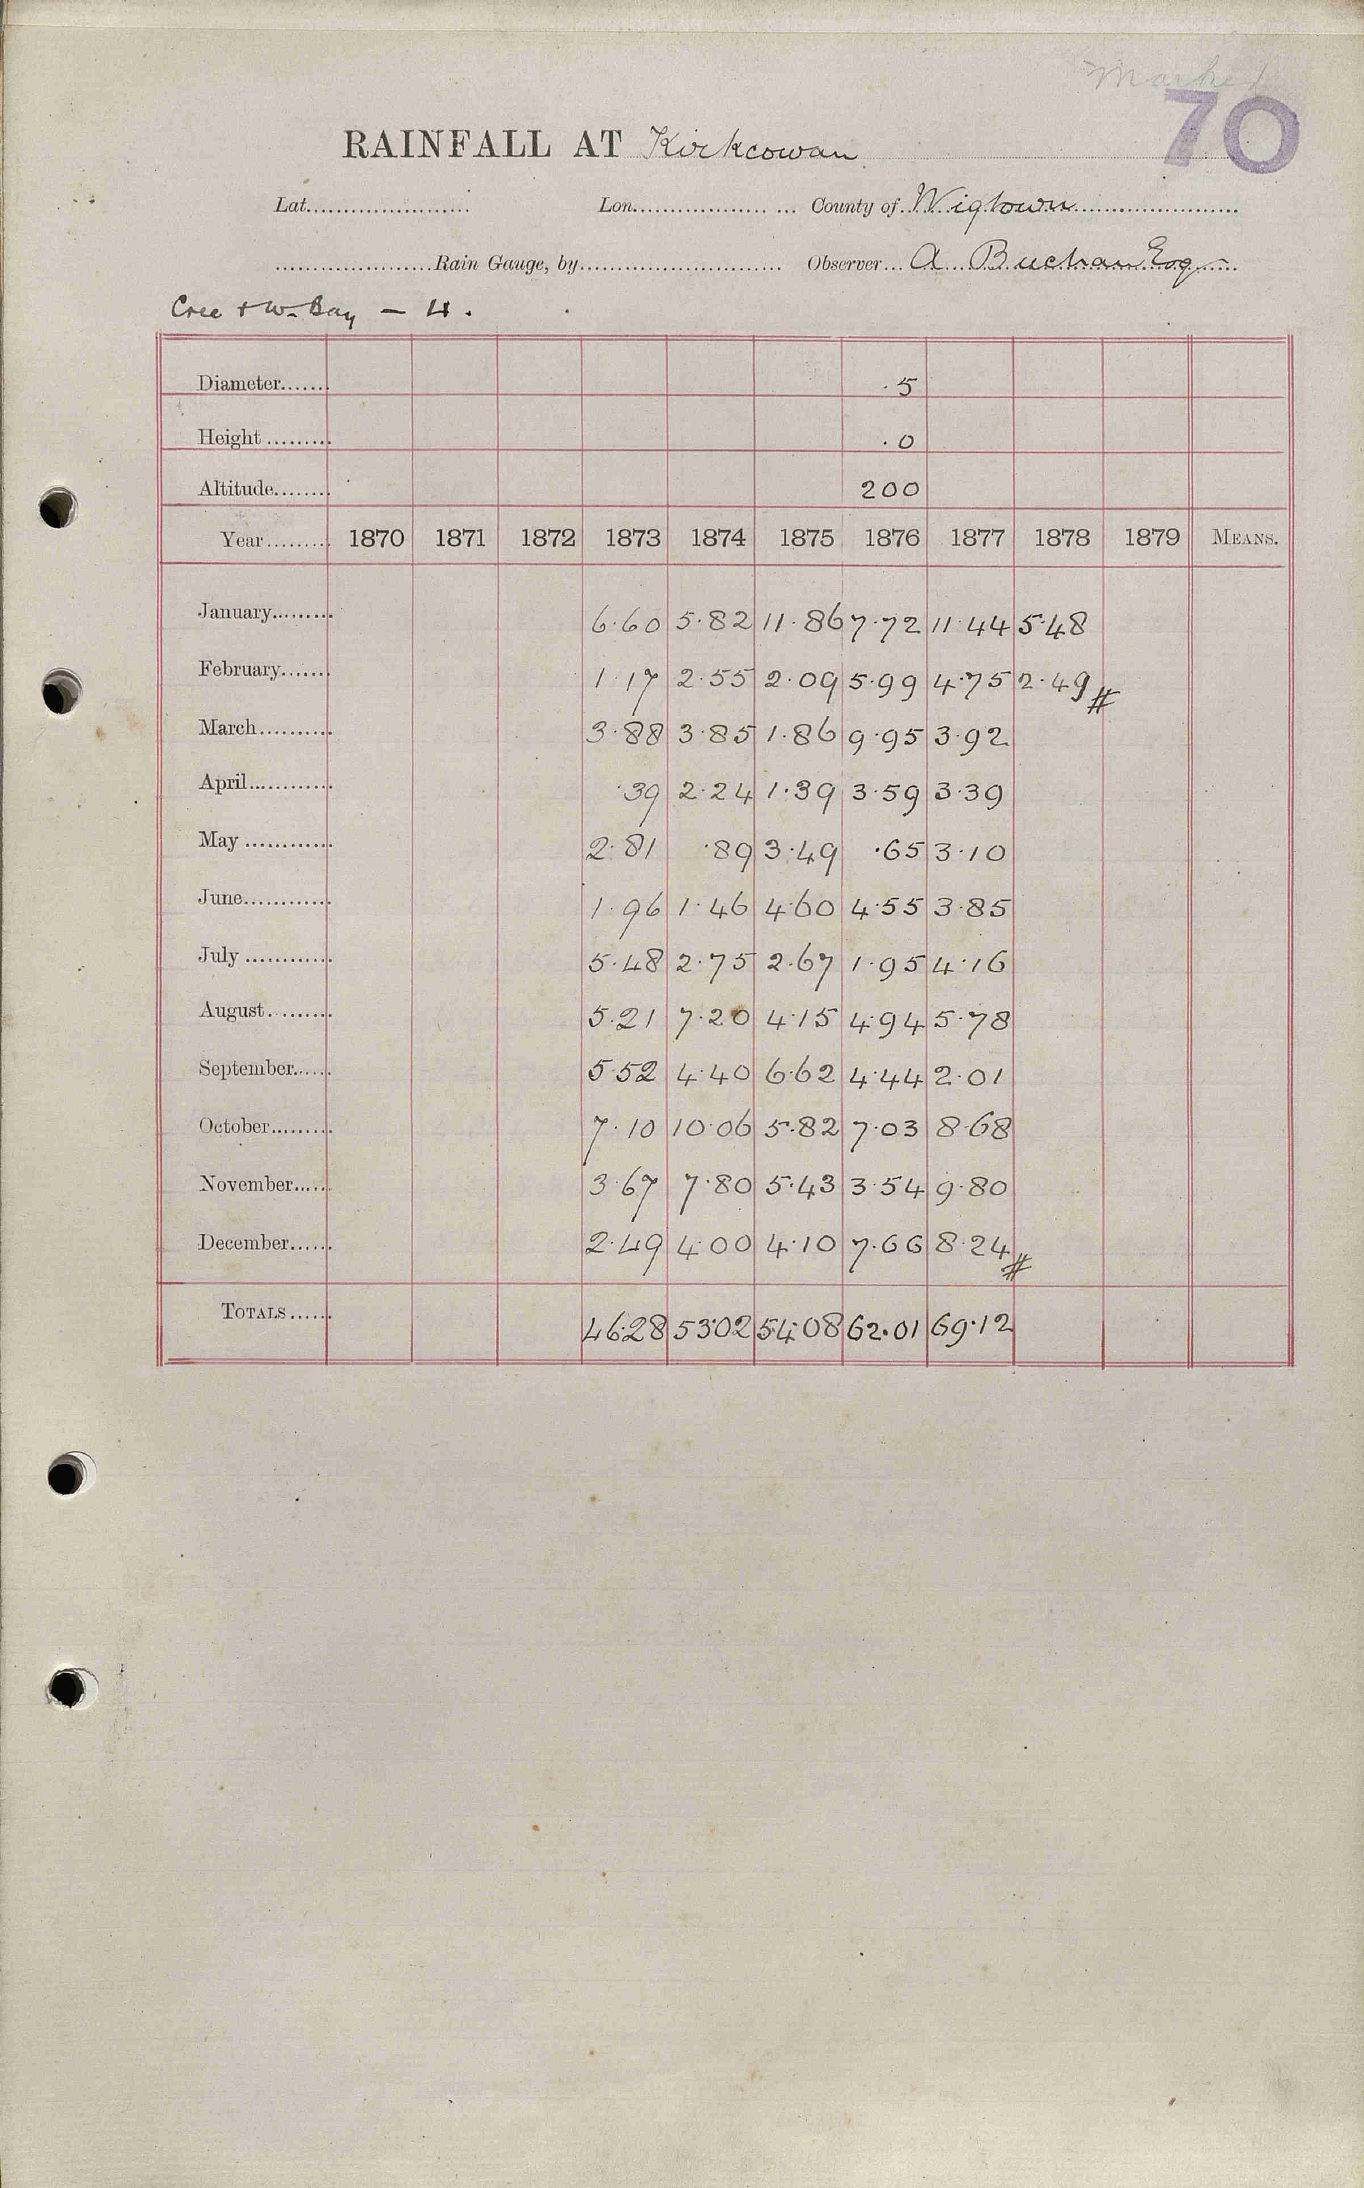 Marked
70
RAINFALL AT Kirkcowan
Lat...................... Lon.................. ... County of Wigtown
.....................Rain Gauge, by........................... Observer... A Buchan Esq
Cree & W. Bay — 4.
Diameter....... .5
Height ......... .0
Altitude........ 200
Year......... 1870 1871 1872 1873 1874 1875 1876 1877 1878 1879 MEANS.
January......... 6.60 5.82 11.86 7.72 11.44 5.48
February....... 1.17 2.55 2.09 5.99 4.75 2.49 #
March.......... 3.88 3.85 1.86 9.95 3.92
April............ .39 2.24 1.39 3.59 3.39
May ............ 2.81 .89 3.49 .65 3.10
June............ 1.96 1.46 4.60 4.55 3.85
July ............ 5.48 2.75 2.67 1.95 4.16
August.......... 5.21 7.20 4.15 4.94 5.78
September...... 5.52 4.40 6.62 4.44 2.01
October......... 7.10 10.06 5.82 7.03 8.68
November...... 3.67 7.80 5.43 3.54 9.80
December...... 2.49 4.00 4.10 7.66 8.24 #
TOTALS...... 46.28 53.02 54.08 62.01 69.12